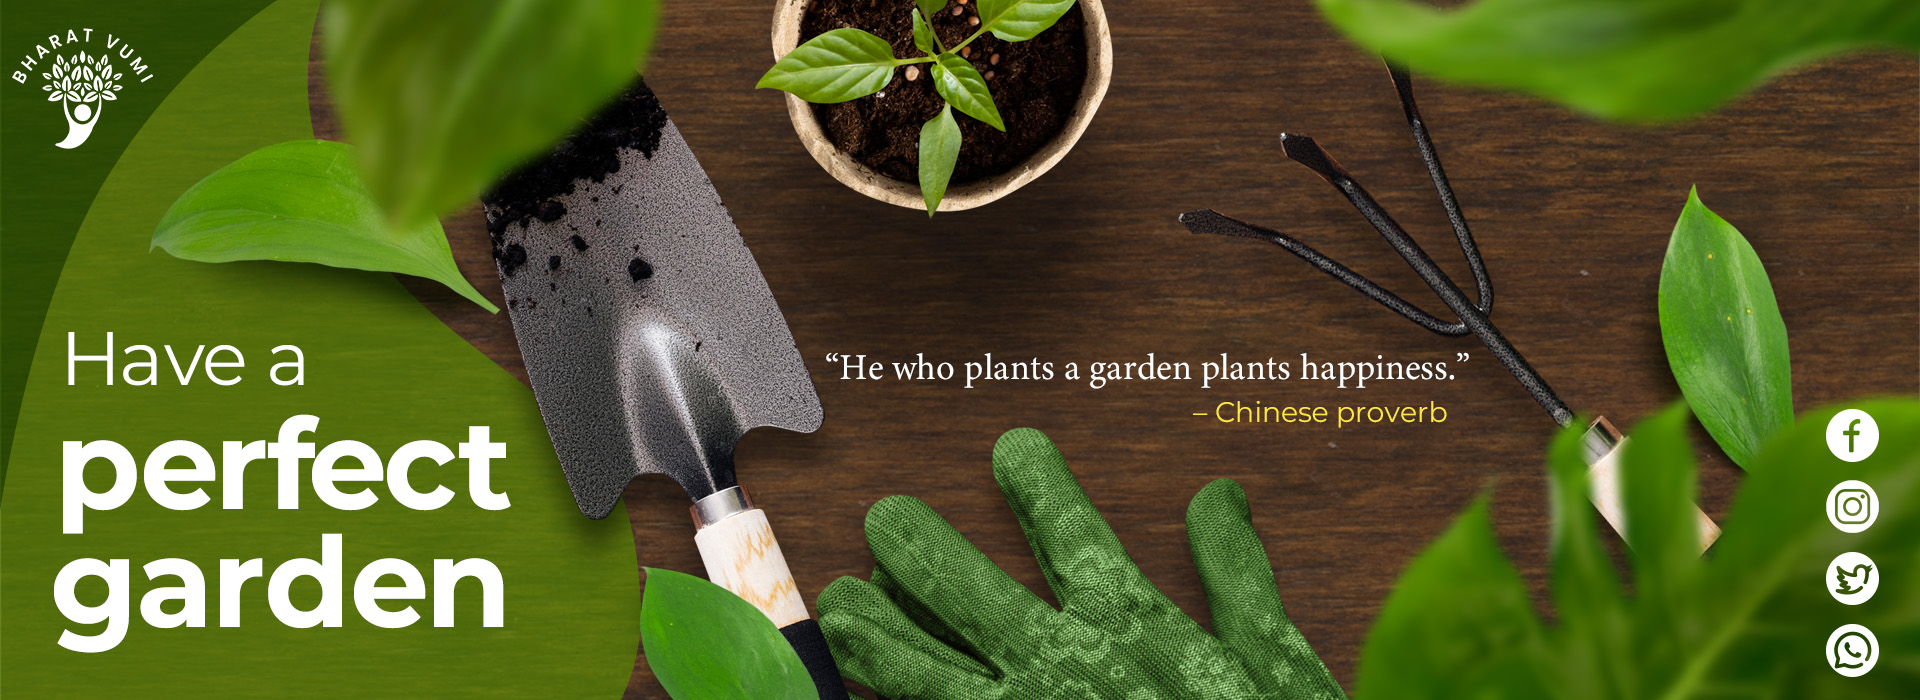 BHARAT VUMI
Have a
perfect
garden
“He who plants a garden plants happiness.”
– Chinese proverb